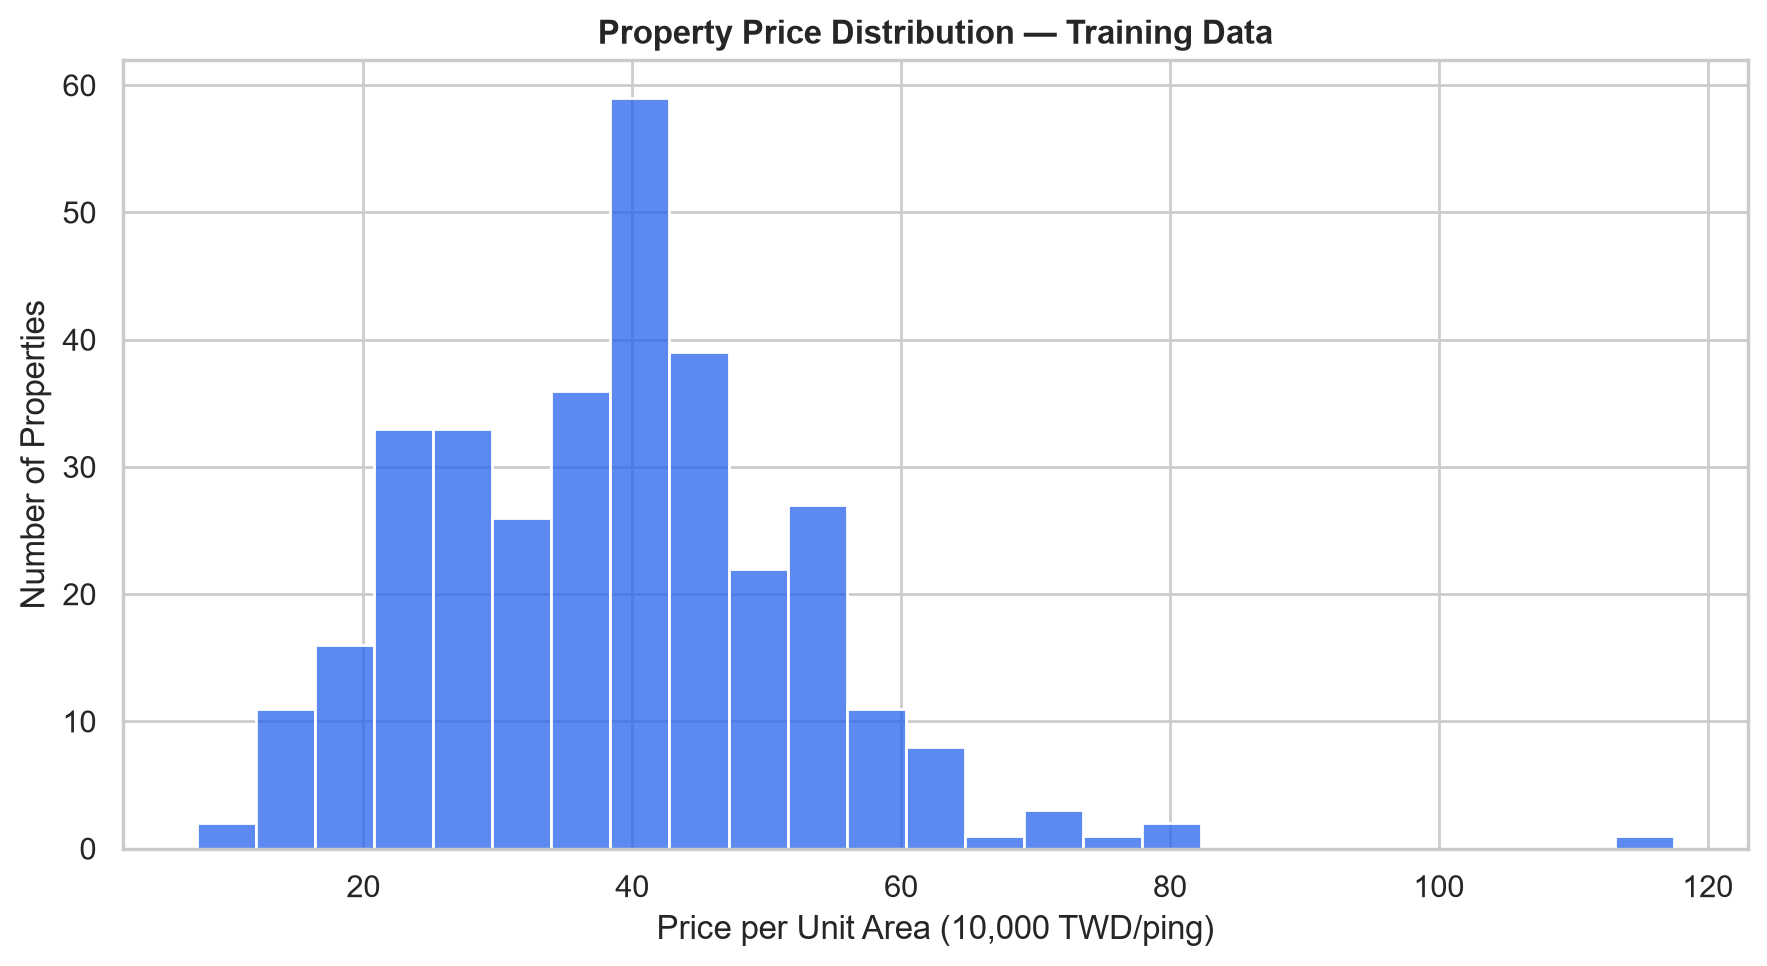 Property Price Distribution — Training Data
60
50
40
30
20
10
0
Number of Properties
20 40 60 80 100 120
Price per Unit Area (10,000 TWD/ping)